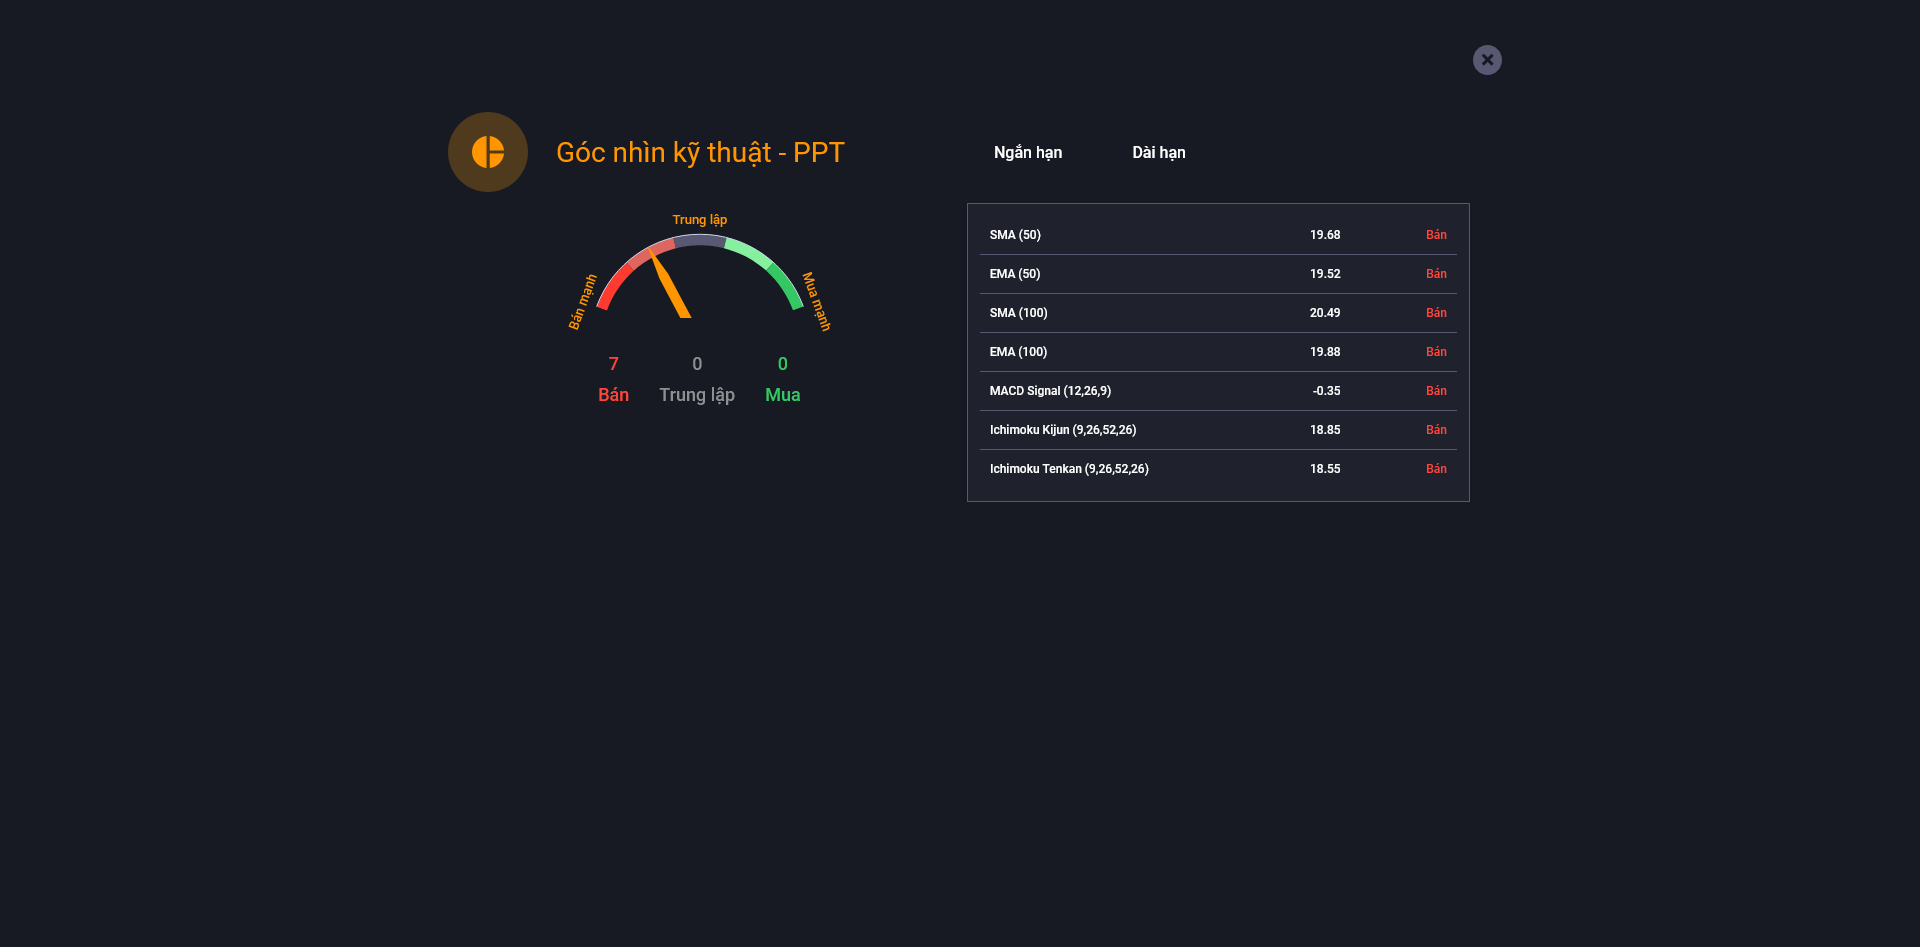 Góc nhìn kỹ thuật - PPT
Ngắn hạn Dài hạn
Trung lập
Bán mạnh
Mua mạnh
7 0 0
Bán Trung lập Mua
SMA (50) 19.68 Bán
EMA (50) 19.52 Bán
SMA (100) 20.49 Bán
EMA (100) 19.88 Bán
MACD Signal (12,26,9) -0.35 Bán
Ichimoku Kijun (9,26,52,26) 18.85 Bán
Ichimoku Tenkan (9,26,52,26) 18.55 Bán